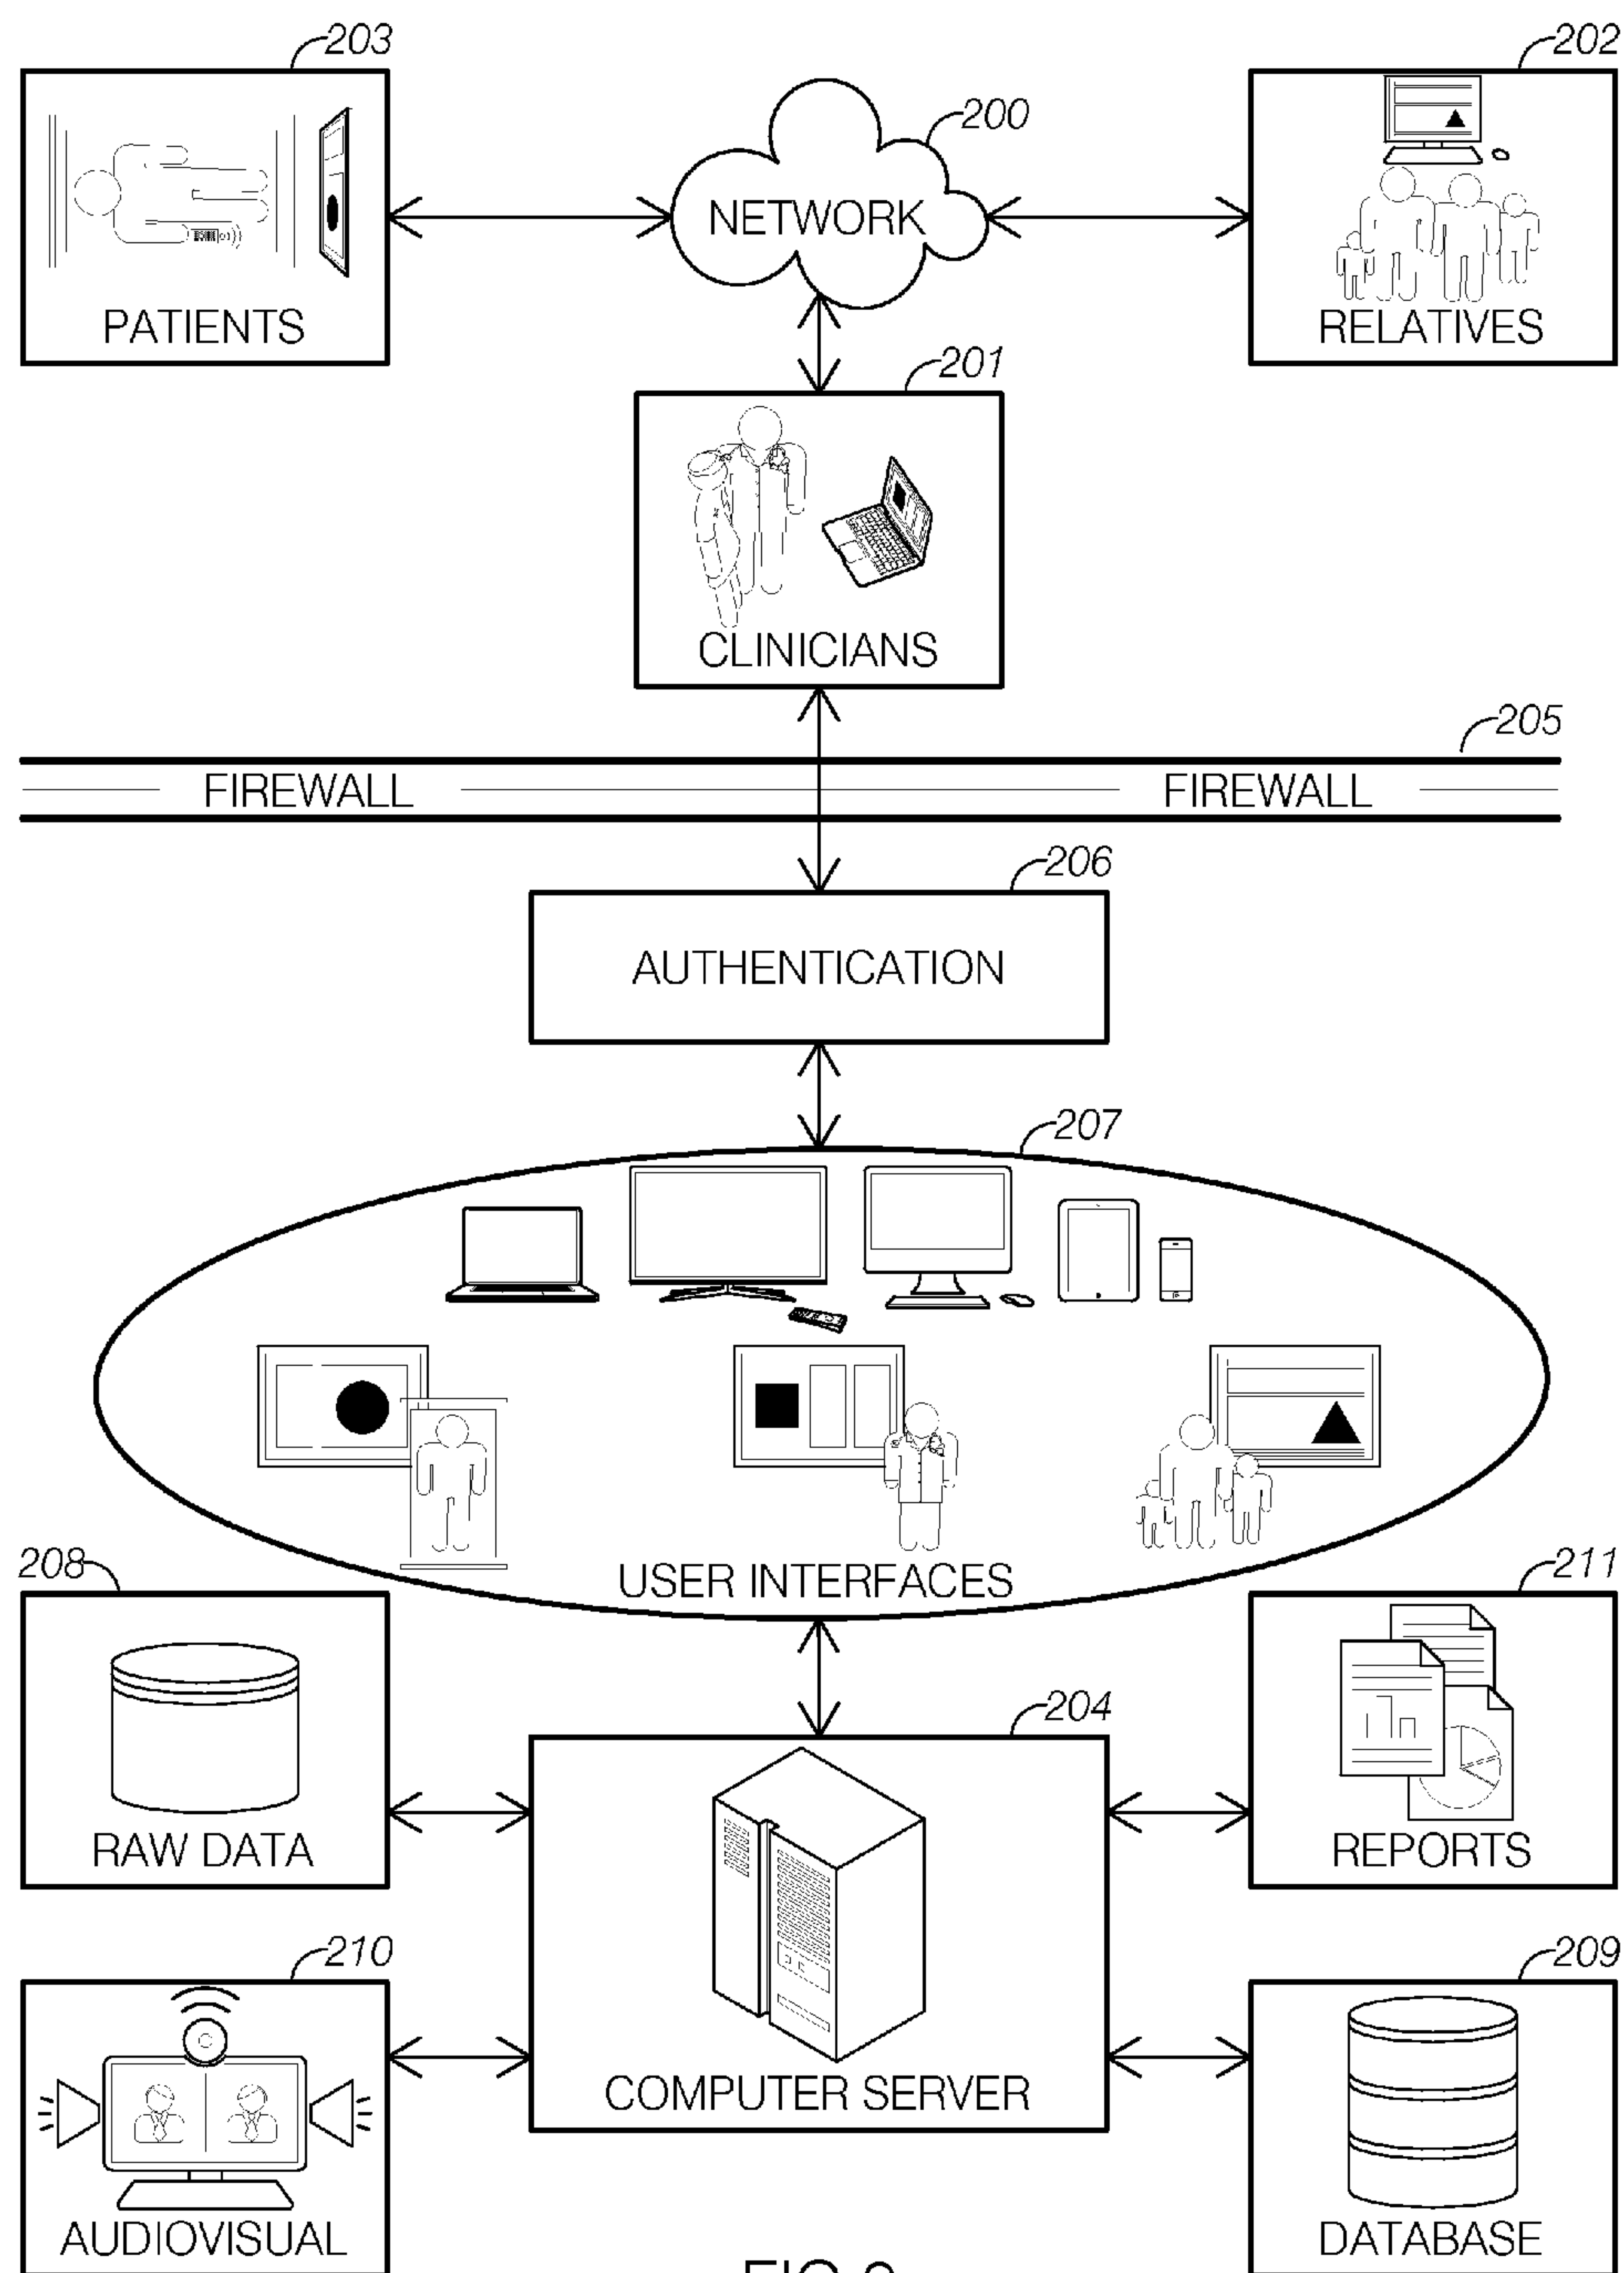 203
202
200
NETWORK
PATIENTS
RELATIVES
201
CLINICIANS
205
FIREWALL FIREWALL
206
AUTHENTICATION
207
USER INTERFACES
208
211
204
RAW DATA
REPORTS
210
209
COMPUTER SERVER
AUDIOVISUAL
DATABASE